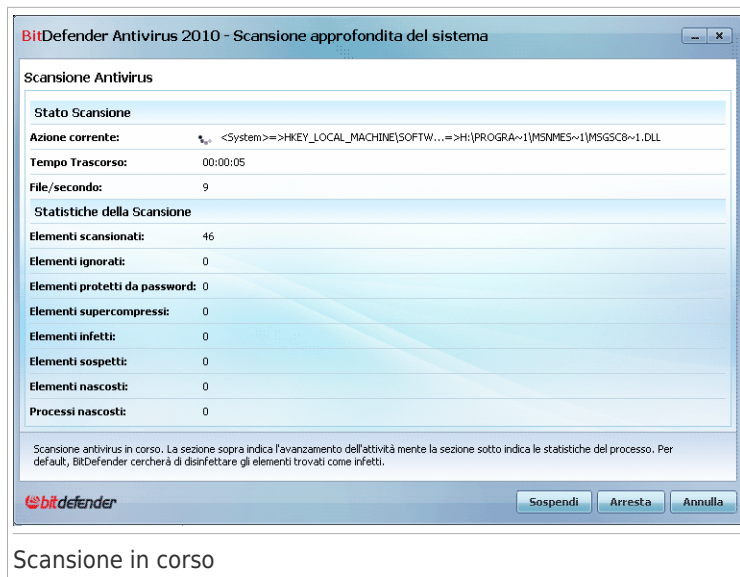 BitDefender Antivirus 2010 - Scansione approfondita del sistema
Scansione Antivirus
Stato Scansione
Azione corrente: <System>=>HKEY_LOCAL_MACHINE\SOFTW...=>H:\PROGRA~1\MSNMES~1\MSGSC8~1.DLL
Tempo Trascorso: 00:00:05
File/secondo: 9
Statistiche della Scansione
Elementi scansionati: 46
Elementi ignorati: 0
Elementi protetti da password: 0
Elementi supercompressi: 0
Elementi infetti: 0
Elementi sospetti: 0
Elementi nascosti: 0
Processi nascosti: 0
Scansione antivirus in corso. La sezione sopra indica l'avanzamento dell'attività mente la sezione sotto indica le statistiche del processo. Per
default, BitDefender cercherà di disinfettare gli elementi trovati come infetti.
bitdefender Sospendi Arresta Annulla
Scansione in corso